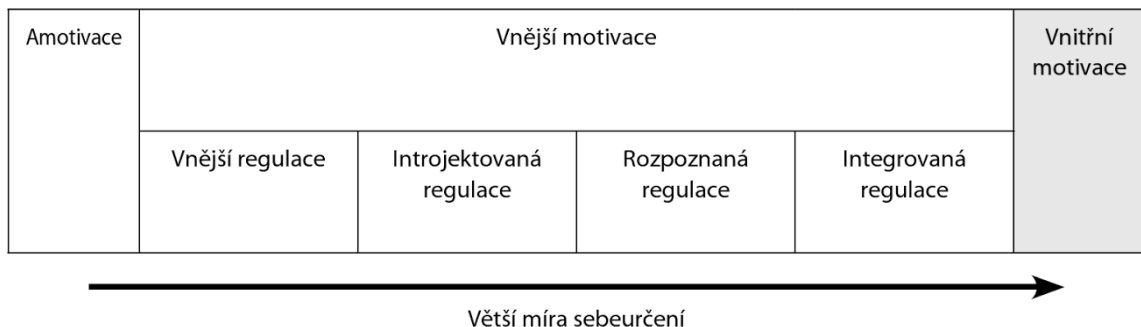 Amotivace
Vnější motivace
Vnitřní
motivace
Vnější regulace
Introjektovaná
regulace
Rozpoznaná
regulace
Integrovaná
regulace
Větší míra sebeurčení